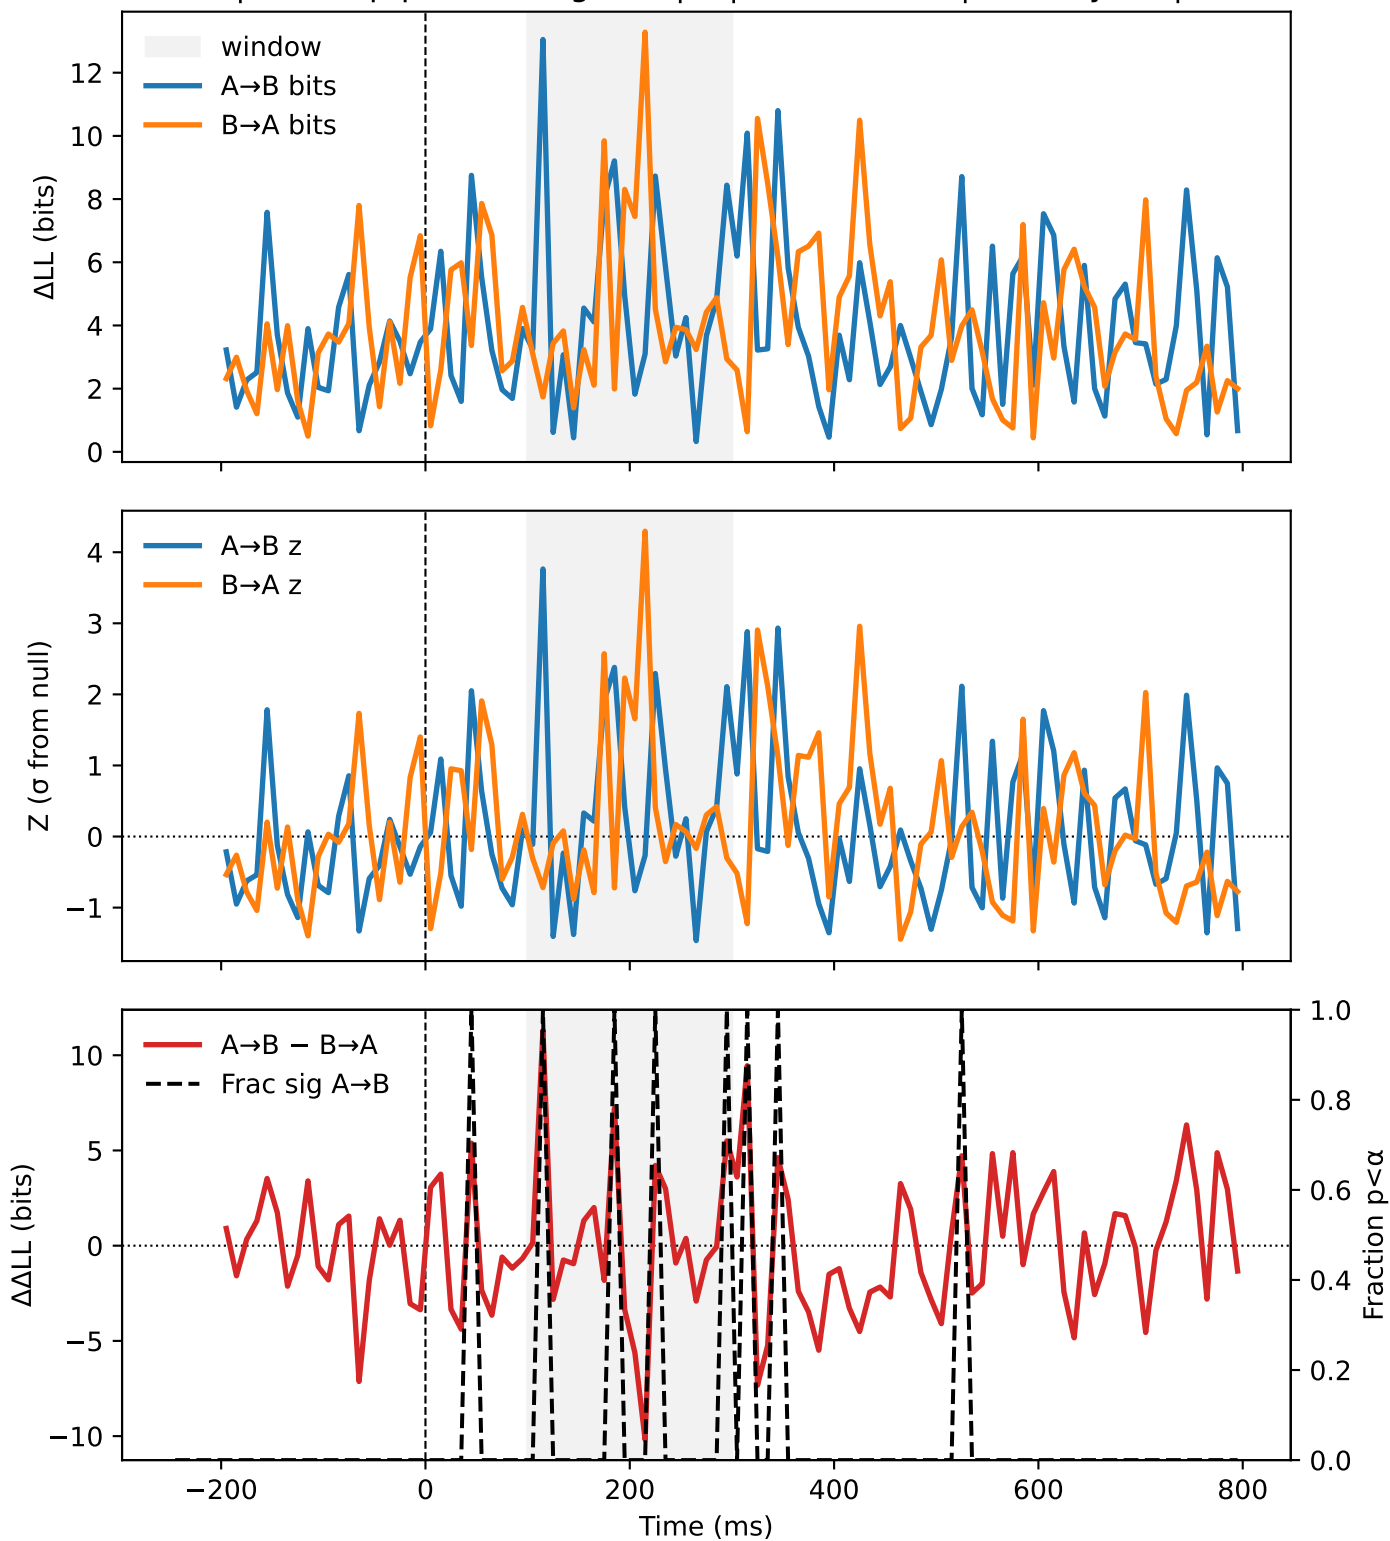 window
A→B bits
B→A bits
ΔLL (bits)
12
10
8
6
4
2
0
A→B z
B→A z
Z (σ from null)
4
3
2
1
0
−1
A→B − B→A
Frac sig A→B
ΔΔLL (bits)
10
5
0
−5
−10
1.0
0.8
0.6
0.4
0.2
0.0
Fraction p<α
−200
0
200
400
600
800
Time (ms)